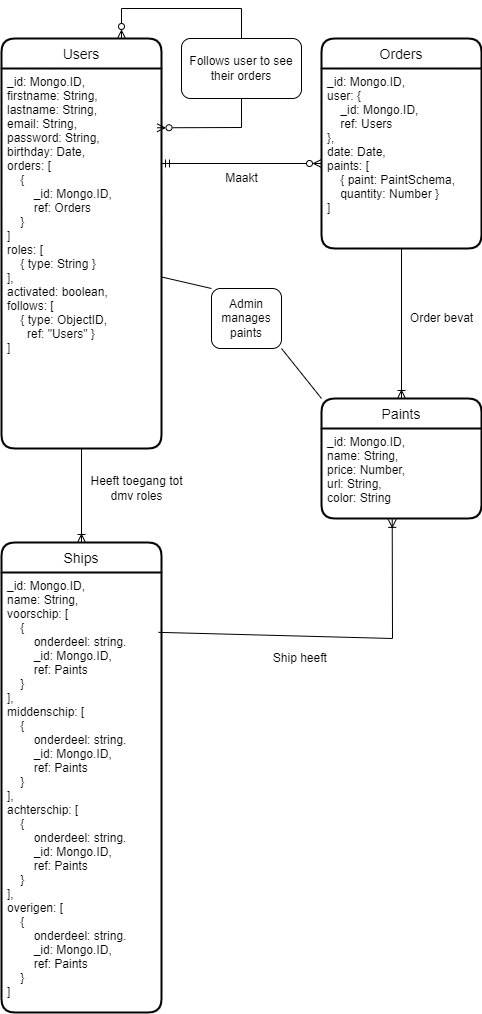 Users
_id: Mongo.ID,
firstname: String,
lastname: String,
email: String,
password: String,
birthday: Date,
orders: [
{
_id: Mongo.ID,
ref: Orders
}
]
roles: [
{ type: String }
],
activated: boolean,
follows: [
{ type: ObjectID,
ref: "Users" }
]
Follows user to see
their orders
Orders
_id: Mongo.ID,
user: {
_id: Mongo.ID,
ref: Users
},
date: Date,
paints: [
{ paint: PaintSchema,
quantity: Number }
]
Maakt
Admin
manages
paints
Order bevat
Paints
_id: Mongo.ID,
name: String,
price: Number,
url: String,
color: String
Heeft toegang tot
dmv roles
Ships
_id: Mongo.ID,
name: String,
voorschip: [
{
onderdeel: string.
_id: Mongo.ID,
ref: Paints
}
],
middenschip: [
{
onderdeel: string.
_id: Mongo.ID,
ref: Paints
}
],
achterschip: [
{
onderdeel: string.
_id: Mongo.ID,
ref: Paints
}
],
overigen: [
{
onderdeel: string.
_id: Mongo.ID,
ref: Paints
}
]
Ship heeft